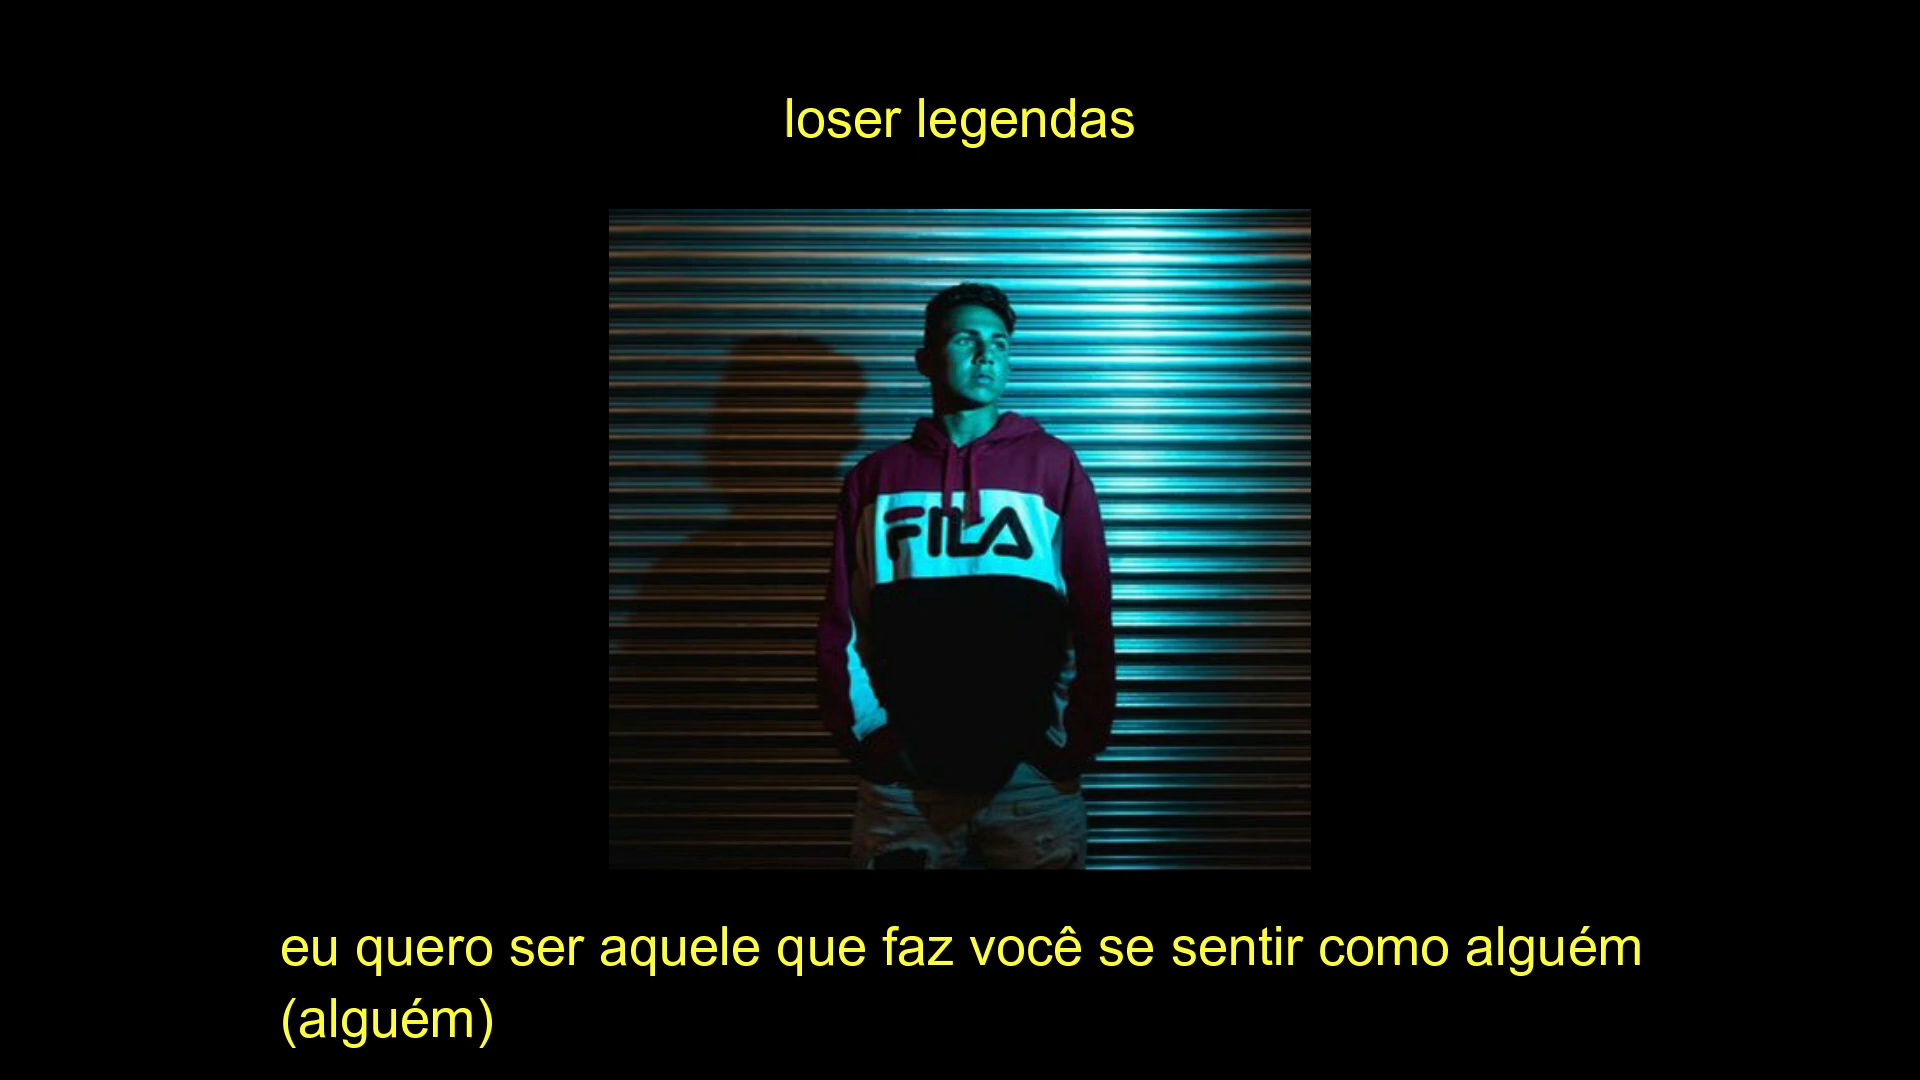 loser legendas
FILA
eu quero ser aquele que faz você se sentir como alguém
(alguém)